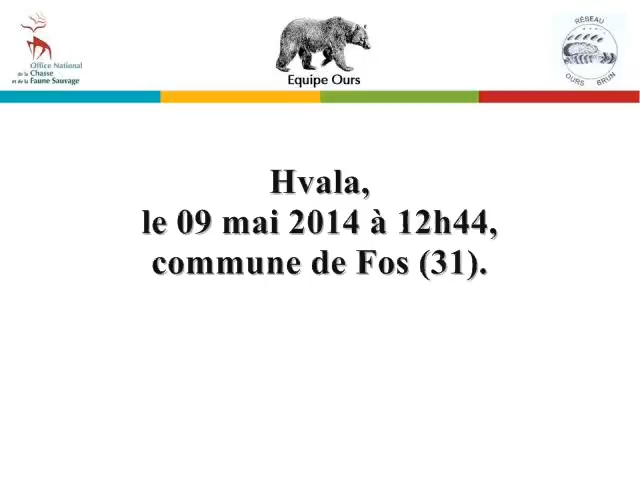 Office National
de la Chasse
et de la Faune Sauvage
Equipe Ours
RÉSEAU
OURS BRUN
Hvala,
le 09 mai 2014 à 12h44,
commune de Fos (31).